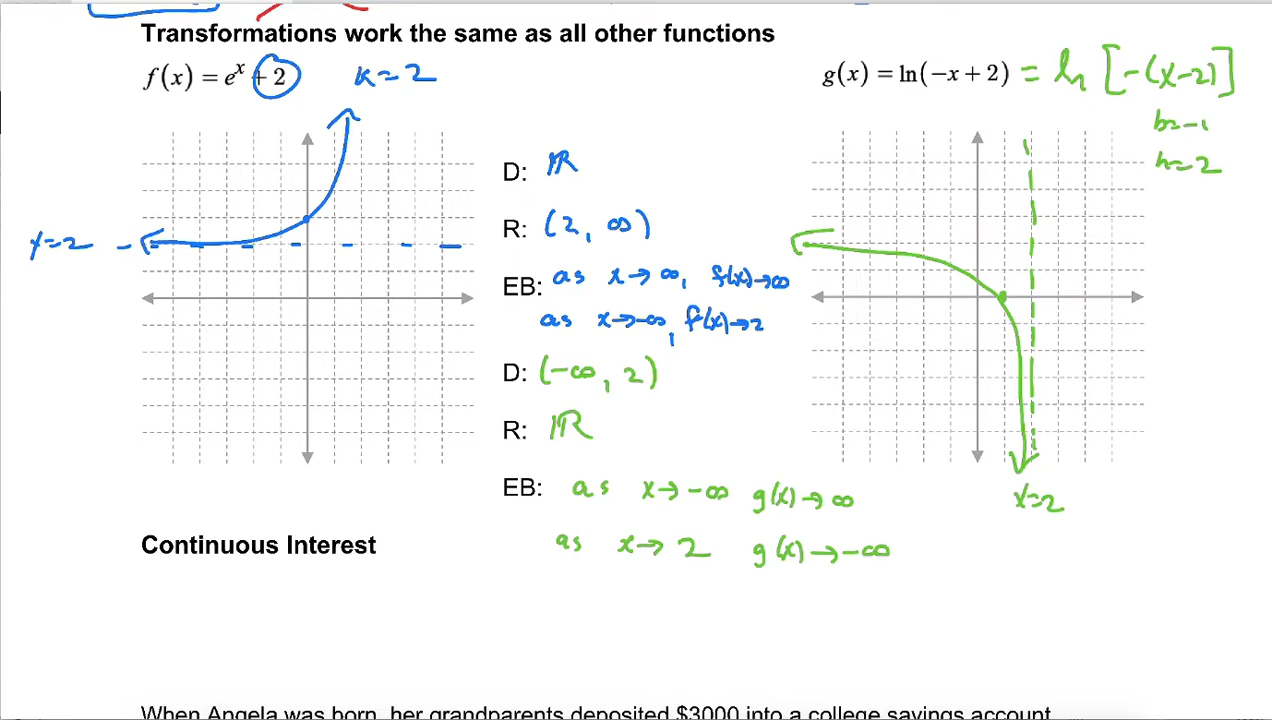 Transformations work the same as all other functions
f(x) = e^x + 2   k=2
g(x) = ln(−x + 2) = ln [-(x-2)]
b=-1
h=2
D: ℝ
R: (2, ∞)
y=2
EB: as x→∞, f(x)→∞
as x→-∞, f(x)→2
D: (-∞, 2)
R: ℝ
EB: as x→-∞ g(x)→∞
x=2
Continuous Interest
as x→2 g(x)→-∞
When Angela was born, her grandparents deposited $3000 into a college savings account